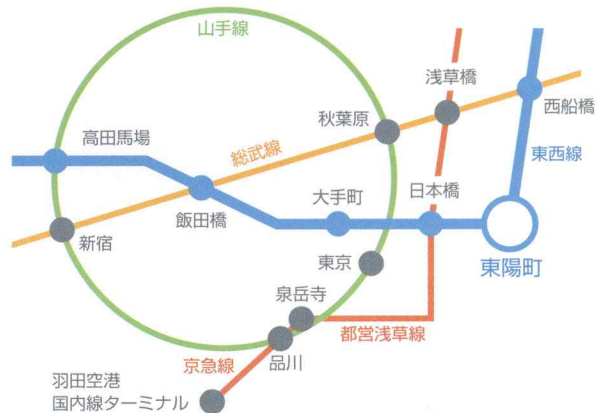 山手線
浅草橋
秋葉原
西船橋
高田馬場
総武線
東西線
大手町
日本橋
飯田橋
新宿
東京
東陽町
泉岳寺
都営浅草線
京急線
品川
羽田空港
国内線ターミナル